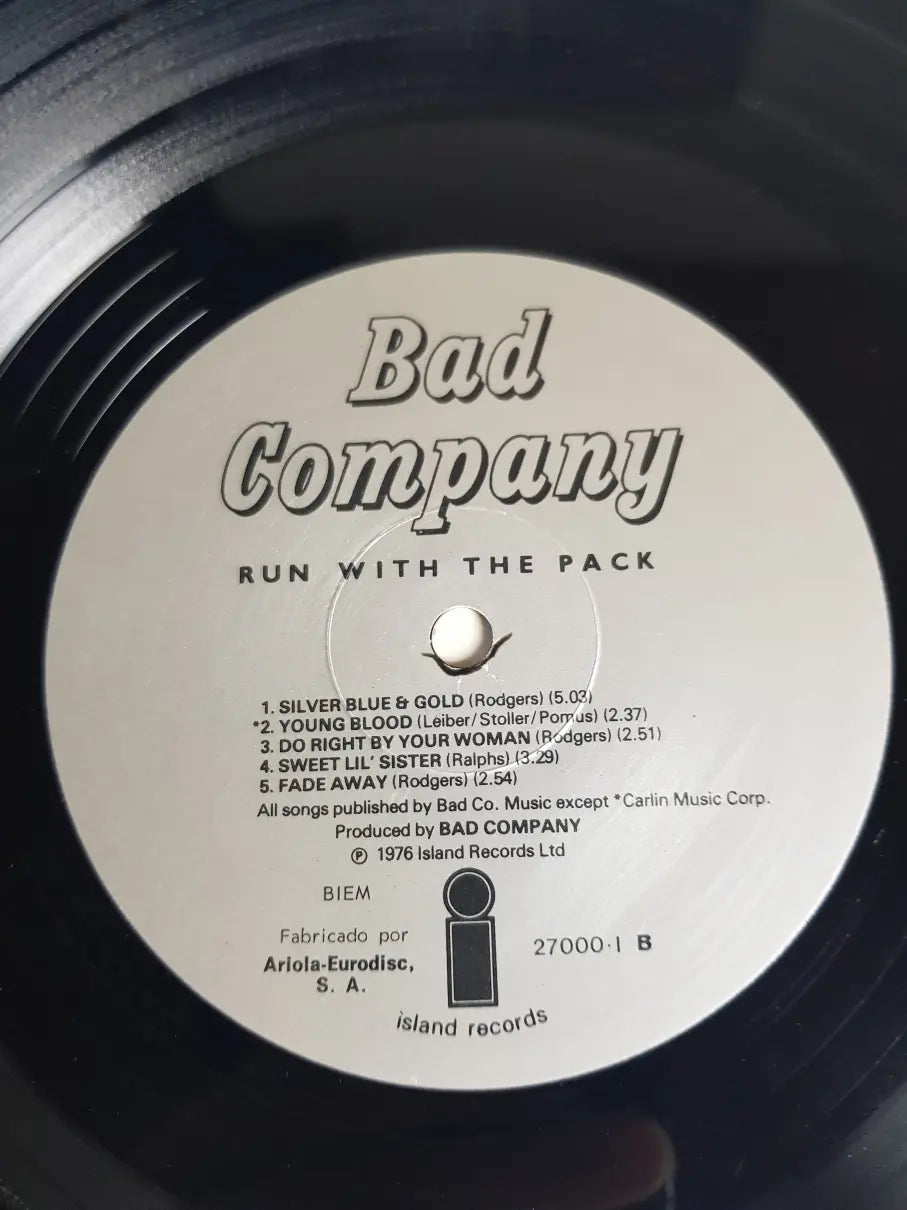 Bad
Company
RUN WITH THE PACK
1. SILVER BLUE & GOLD (Rodgers) (5.03)
*2. YOUNG BLOOD (Leiber/Stoller/Pomus) (2.37)
3. DO RIGHT BY YOUR WOMAN (Rodgers) (2.51)
4. SWEET LIL' SISTER (Ralphs) (3.29)
5. FADE AWAY (Rodgers) (2.54)
All songs published by Bad Co. Music except *Carlin Music Corp.
Produced by BAD COMPANY
℗ 1976 Island Records Ltd
BIEM
Fabricado por
Ariola-Eurodisc,
S. A.
27000·I B
island records